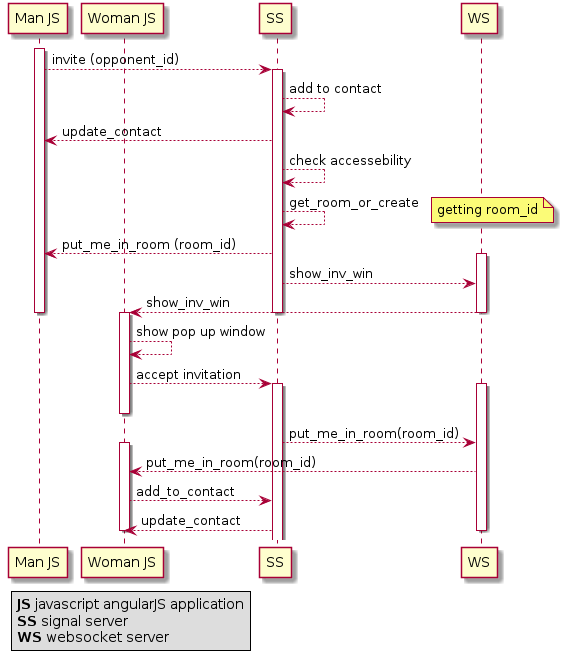 Man JS
Woman JS
SS
WS
invite (opponent_id)
add to contact
update_contact
check accessebility
get_room_or_create
getting room_id
put_me_in_room (room_id)
show_inv_win
show_inv_win
show pop up window
accept invitation
put_me_in_room(room_id)
put_me_in_room(room_id)
add_to_contact
update_contact
Man JS
Woman JS
SS
WS
JS javascript angularJS application
SS signal server
WS websocket server